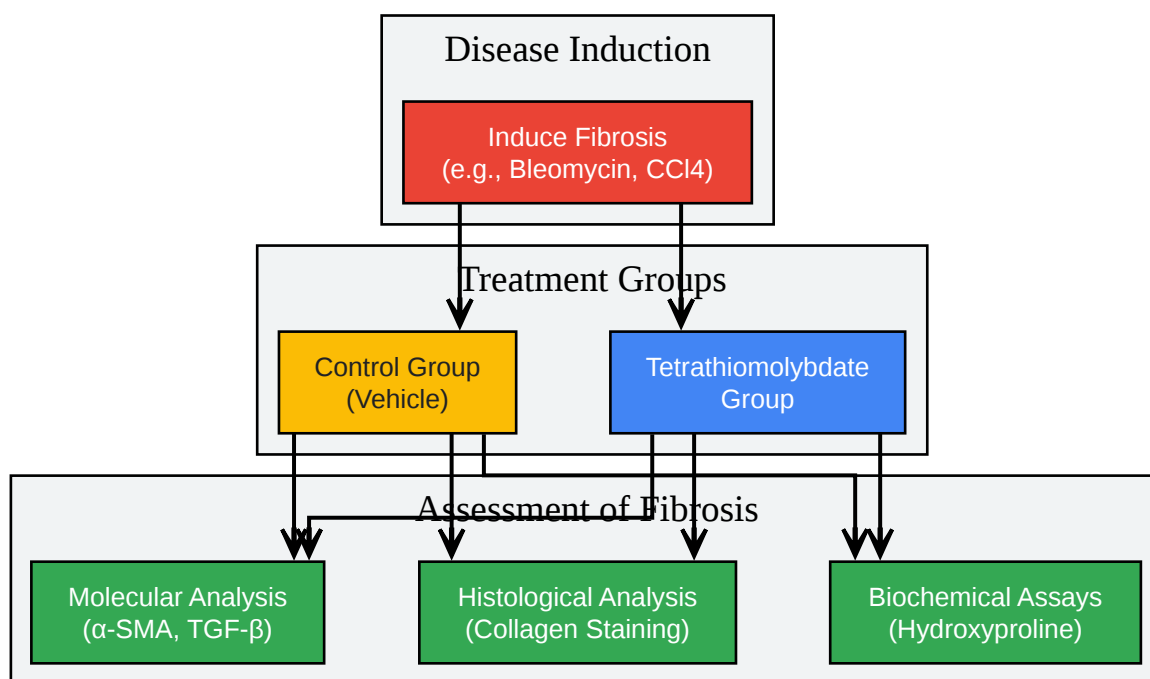 Disease Induction
Induce Fibrosis
(e.g., Bleomycin, CCl4)
Treatment Groups
Control Group
(Vehicle)
Tetrathiomolybdate
Group
Assessment of Fibrosis
Molecular Analysis
(α-SMA, TGF-β)
Histological Analysis
(Collagen Staining)
Biochemical Assays
(Hydroxyproline)